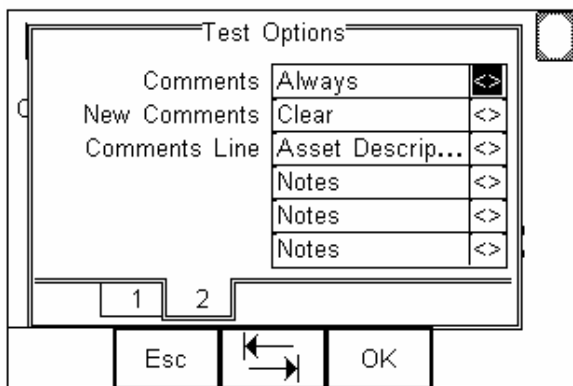 Test Options
Comments Always <>
New Comments Clear <>
Comments Line Asset Descrip... <>
Notes <>
Notes <>
Notes <>
1 2
Esc OK